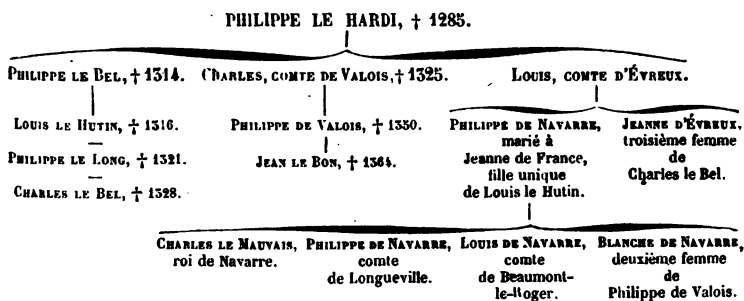 PHILIPPE LE HARDI, † 1285.
PHILIPPE LE BEL, † 1314. CHARLES, COMTE DE VALOIS, † 1325. LOUIS, COMTE D'ÉVREUX.
LOUIS LE HUTIN, † 1316.
PHILIPPE LE LONG, † 1321.
CHARLES LE BEL, † 1328.
PHILIPPE DE VALOIS, † 1350.
JEAN LE BON, † 1364.
PHILIPPE DE NAVARRE,
marié à
Jeanne de France,
fille unique
de Louis le Hutin.
JEANNE D'ÉVREUX,
troisième femme
de
Charles le Bel.
CHARLES LE MAUVAIS,
roi de Navarre.
PHILIPPE DE NAVARRE,
comte
de Longueville.
LOUIS DE NAVARRE,
comte
de Beaumont-
le-Roger.
BLANCHE DE NAVARRE,
deuxième femme
de
Philippe de Valois.